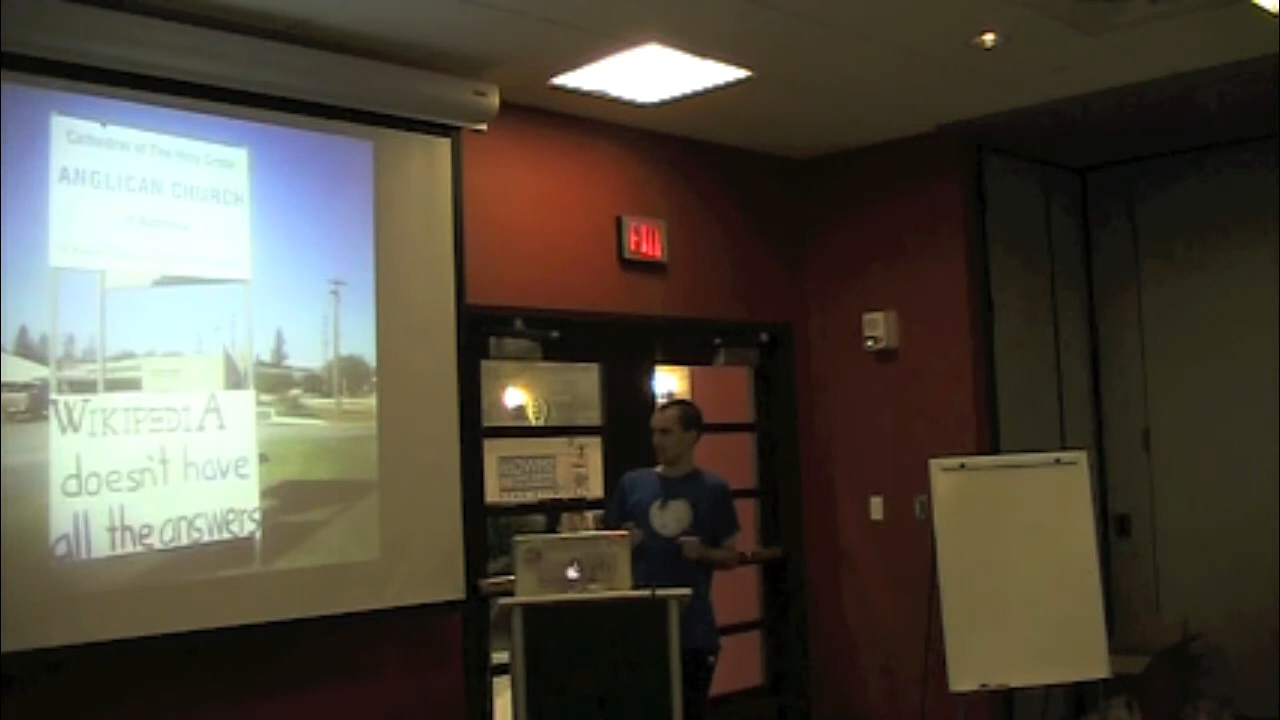 Cathedral of The Holy Cross
ANGLICAN CHURCH
WIKIPEDIA
doesn't have
all the answers
EXIT